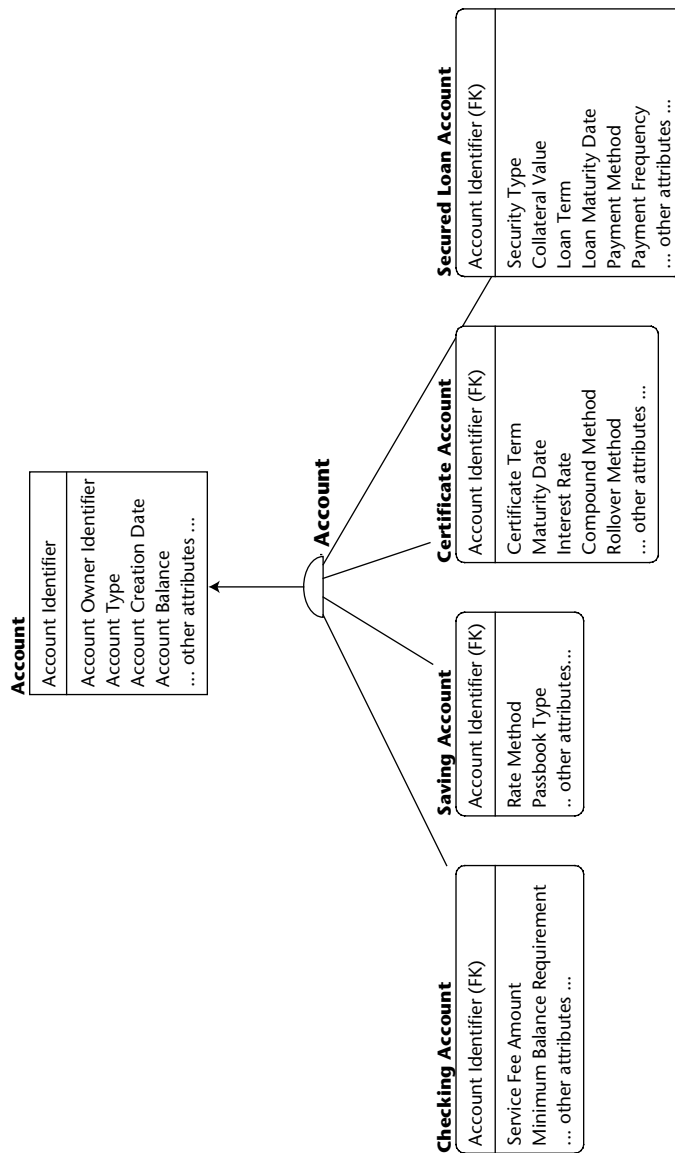 Account
Account Identifier
Account Owner Identifier
Account Type
Account Creation Date
Account Balance
... other attributes ...
Account
Checking Account
Account Identifier (FK)
Service Fee Amount
Minimum Balance Requirement
... other attributes ...
Saving Account
Account Identifier (FK)
Rate Method
Passbook Type
.. other attributes...
Certificate Account
Account Identifier (FK)
Certificate Term
Maturity Date
Interest Rate
Compound Method
Rollover Method
... other attributes ...
Secured Loan Account
Account Identifier (FK)
Security Type
Collateral Value
Loan Term
Loan Maturity Date
Payment Method
Payment Frequency
... other attributes ...